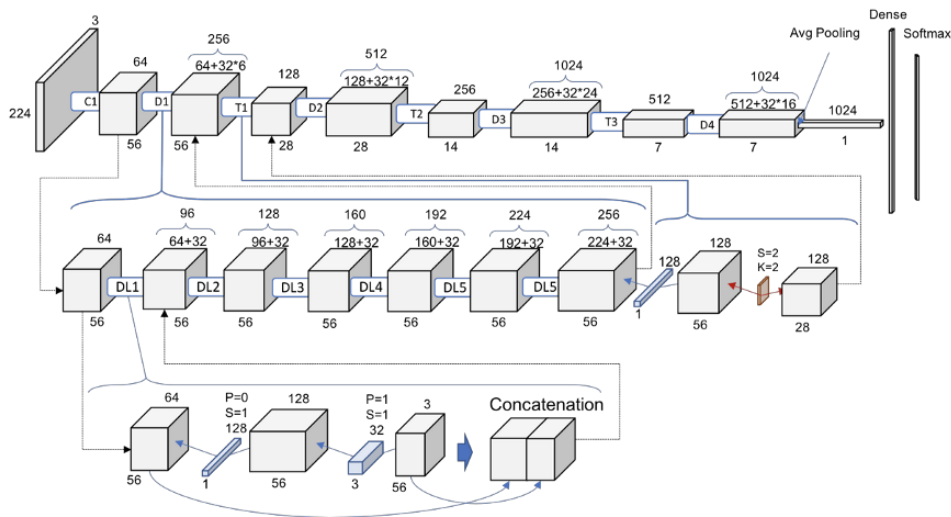 Dense
Softmax
Avg Pooling
3
64
256
64+32*6
128
512
128+32*12
256
1024
256+32*24
512
1024
512+32*16
1024
224
C1
D1
T1
D2
T2
D3
T3
D4
56
56
28
28
14
14
7
7
1
64
96
64+32
128
96+32
160
128+32
192
160+32
224
192+32
256
224+32
128
128
S=2
K=2
128
DL1
DL2
DL3
DL4
DL5
DL5
56
56
56
56
56
56
56
1
56
28
64
P=0
S=1
128
128
P=1
S=1
32
3
Concatenation
56
1
56
3
56